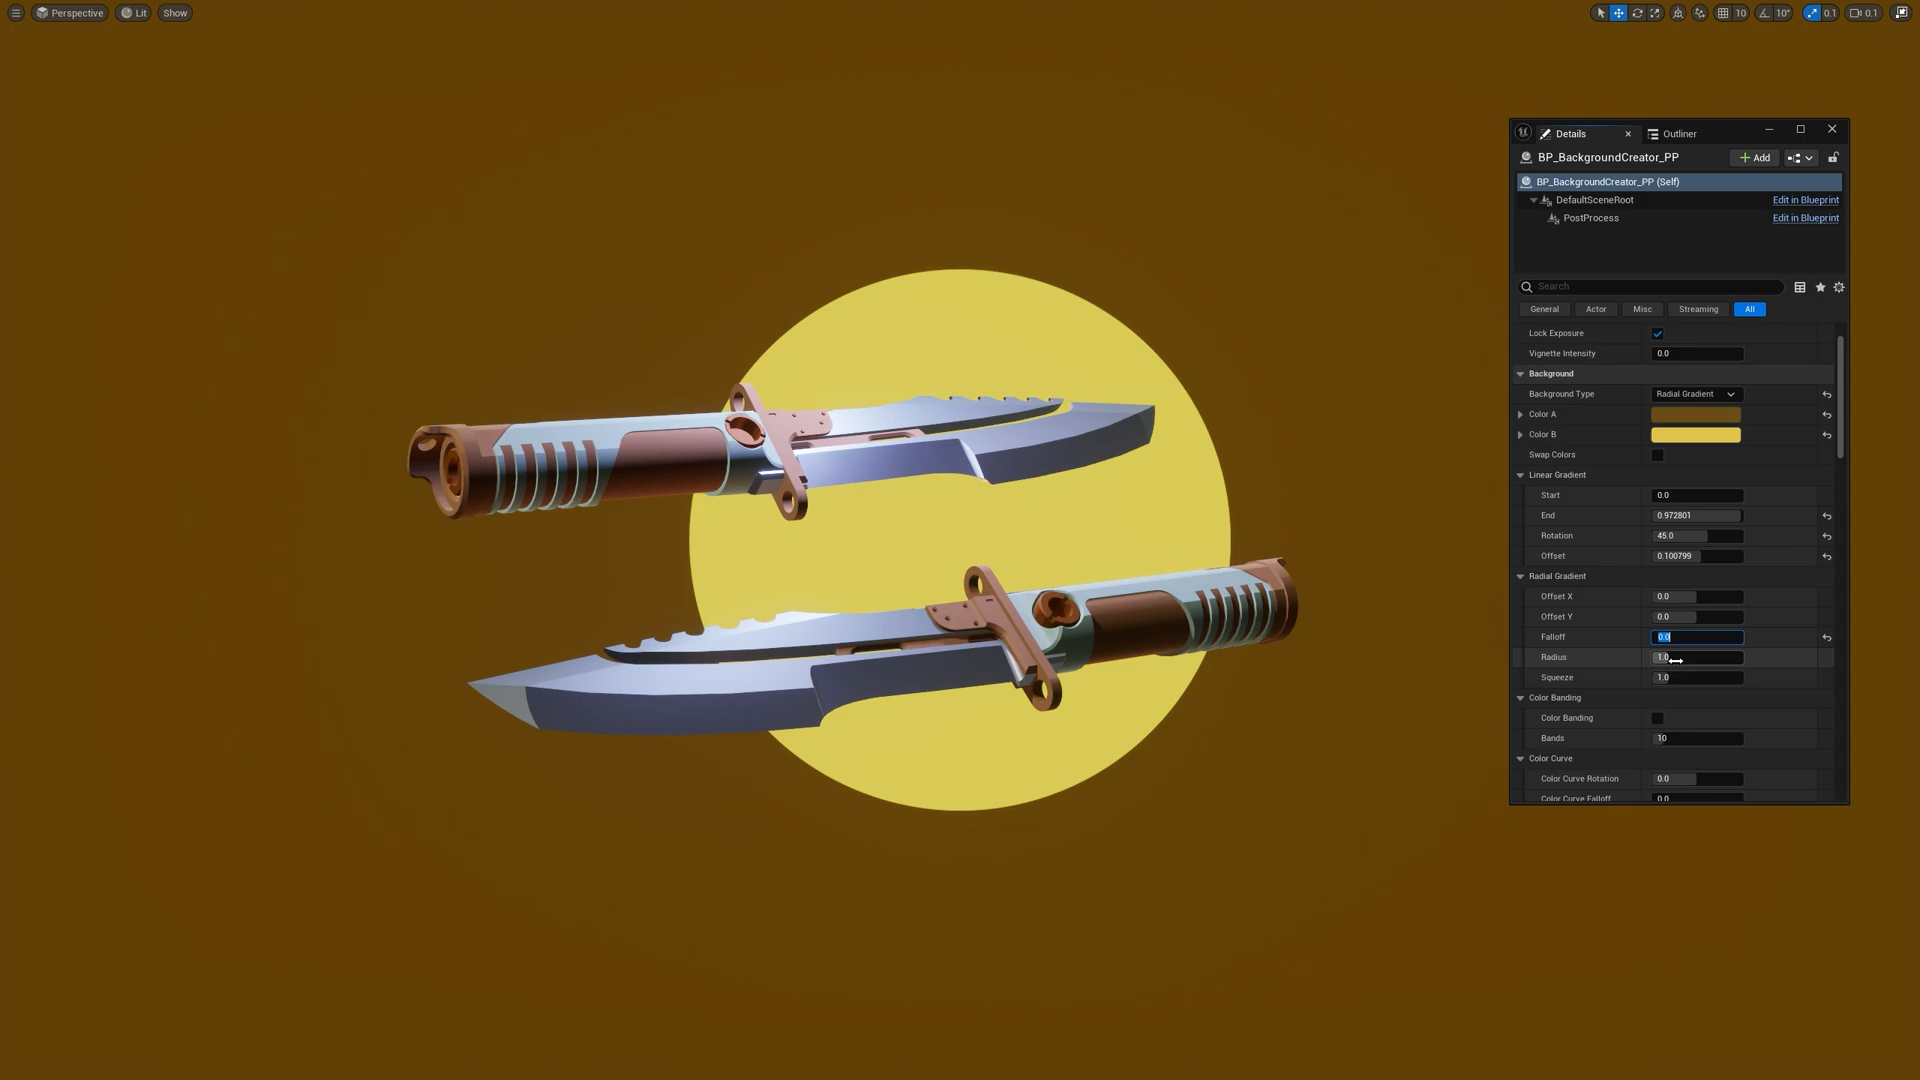 Perspective Lit Show 10 10° 0.1 0.1
Details Outliner
BP_BackgroundCreator_PP Add
BP_BackgroundCreator_PP (Self)
DefaultSceneRoot Edit in Blueprint
PostProcess Edit in Blueprint
Search
General Actor Misc Streaming All
Lock Exposure
Vignette Intensity 0.0
Background
Background Type Radial Gradient
Color A
Color B
Swap Colors
Linear Gradient
Start 0.0
End 0.972801
Rotation 45.0
Offset 0.100799
Radial Gradient
Offset X 0.0
Offset Y 0.0
Falloff 0.0
Radius 1.0
Squeeze 1.0
Color Banding
Color Banding
Bands 10
Color Curve
Color Curve Rotation 0.0
Color Curve Falloff 0.0